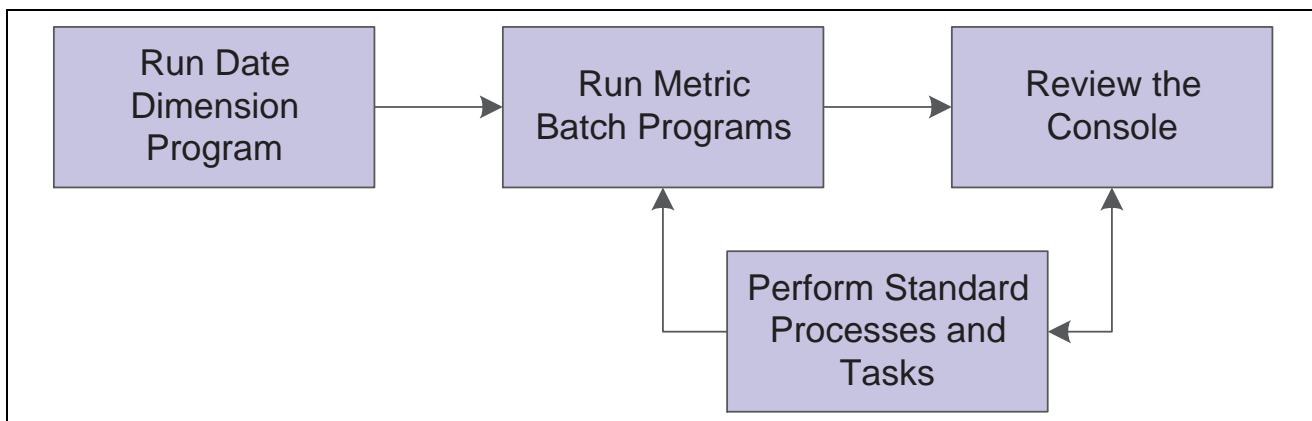 Run Date
Dimension
Program
Run Metric
Batch Programs
Review the
Console
Perform Standard
Processes and
Tasks